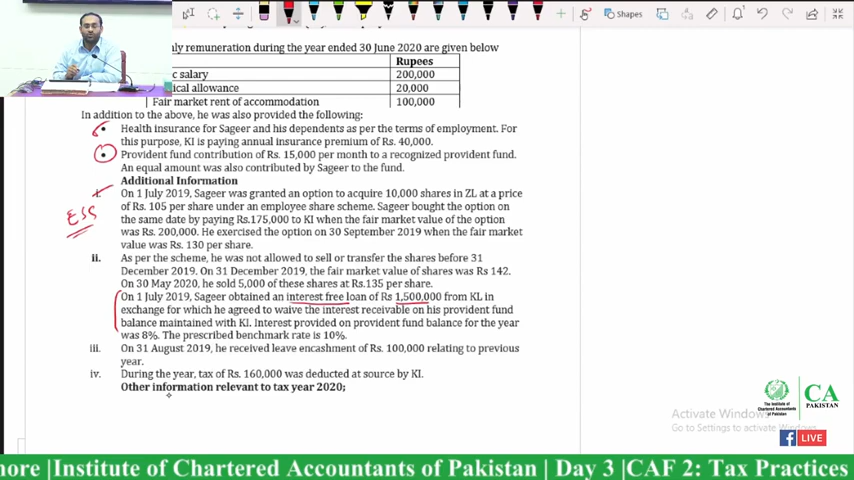 Shapes
nly remuneration during the year ended 30 June 2020 are given below
Rupees
c salary 200,000
ical allowance 20,000
Fair market rent of accommodation 100,000
In addition to the above, he was also provided the following:
• Health insurance for Sageer and his dependents as per the terms of employment. For
this purpose, KI is paying annual insurance premium of Rs. 40,000.
• Provident fund contribution of Rs. 15,000 per month to a recognized provident fund.
An equal amount was also contributed by Sageer to the fund.
Additional Information
i. On 1 July 2019, Sageer was granted an option to acquire 10,000 shares in ZL at a price
of Rs. 105 per share under an employee share scheme. Sageer bought the option on
ESS
the same date by paying Rs.175,000 to KI when the fair market value of the option
was Rs. 200,000. He exercised the option on 30 September 2019 when the fair market
value was Rs. 130 per share.
ii. As per the scheme, he was not allowed to sell or transfer the shares before 31
December 2019. On 31 December 2019, the fair market value of shares was Rs 142.
On 30 May 2020, he sold 5,000 of these shares at Rs.135 per share.
On 1 July 2019, Sageer obtained an interest free loan of Rs 1,500,000 from KL in
exchange for which he agreed to waive the interest receivable on his provident fund
balance maintained with KI. Interest provided on provident fund balance for the year
was 8%. The prescribed benchmark rate is 10%.
iii. On 31 August 2019, he received leave encashment of Rs. 100,000 relating to previous
year.
iv. During the year, tax of Rs. 160,000 was deducted at source by KI.
Other information relevant to tax year 2020;
The Institute of
Chartered Accountants
of Pakistan
CA
PAKISTAN
Activate Windows
Go to Settings to activate Windows
LIVE
nore |Institute of Chartered Accountants of Pakistan | Day 3 |CAF 2: Tax Practices